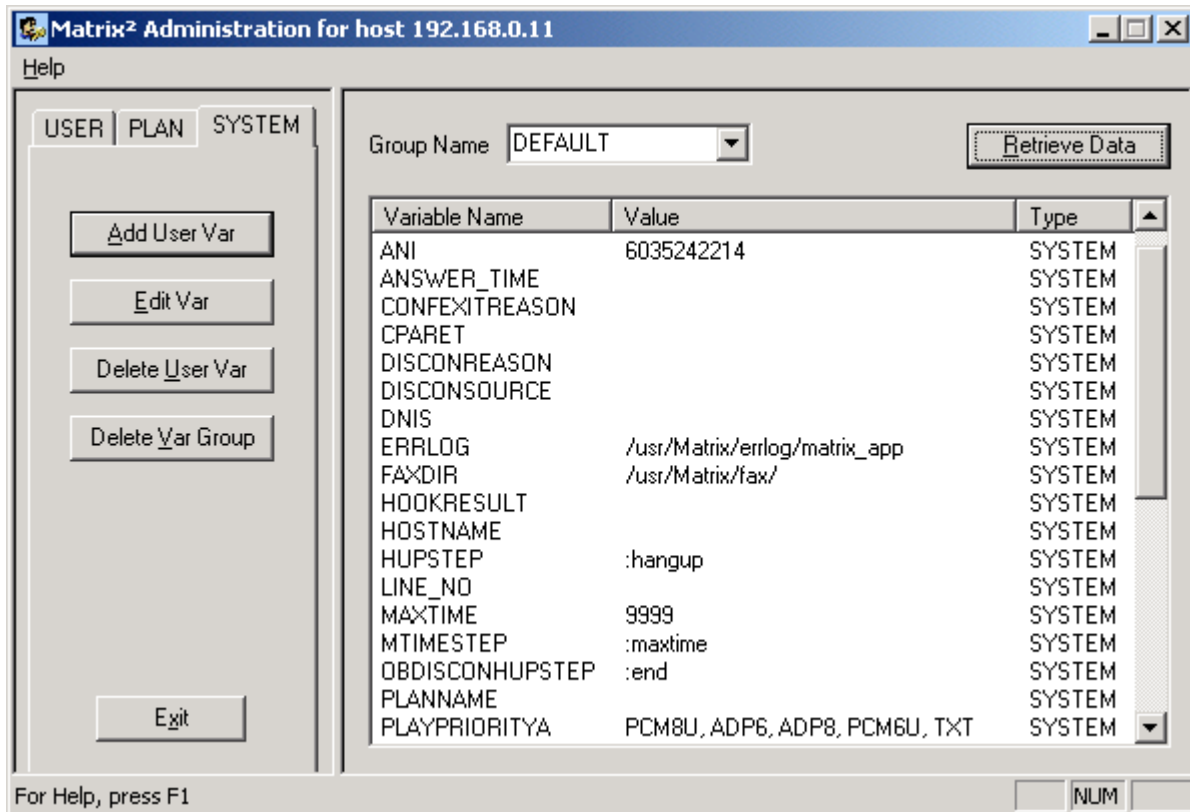 Matrix² Administration for host 192.168.0.11
Help
USER PLAN SYSTEM
Add User Var
Edit Var
Delete User Var
Delete Var Group
Exit
Group Name DEFAULT
Retrieve Data
Variable Name Value Type
ANI 6035242214 SYSTEM
ANSWER_TIME SYSTEM
CONFEXITREASON SYSTEM
CPARET SYSTEM
DISCONREASON SYSTEM
DISCONSOURCE SYSTEM
DNIS SYSTEM
ERRLOG /usr/Matrix/errlog/matrix_app SYSTEM
FAXDIR /usr/Matrix/fax/ SYSTEM
HOOKRESULT SYSTEM
HOSTNAME SYSTEM
HUPSTEP :hangup SYSTEM
LINE_NO SYSTEM
MAXTIME 9999 SYSTEM
MTIMESTEP :maxtime SYSTEM
OBDISCONHUPSTEP :end SYSTEM
PLANNAME SYSTEM
PLAYPRIORITYA PCM8U, ADP6, ADP8, PCM6U, TXT SYSTEM
For Help, press F1
NUM